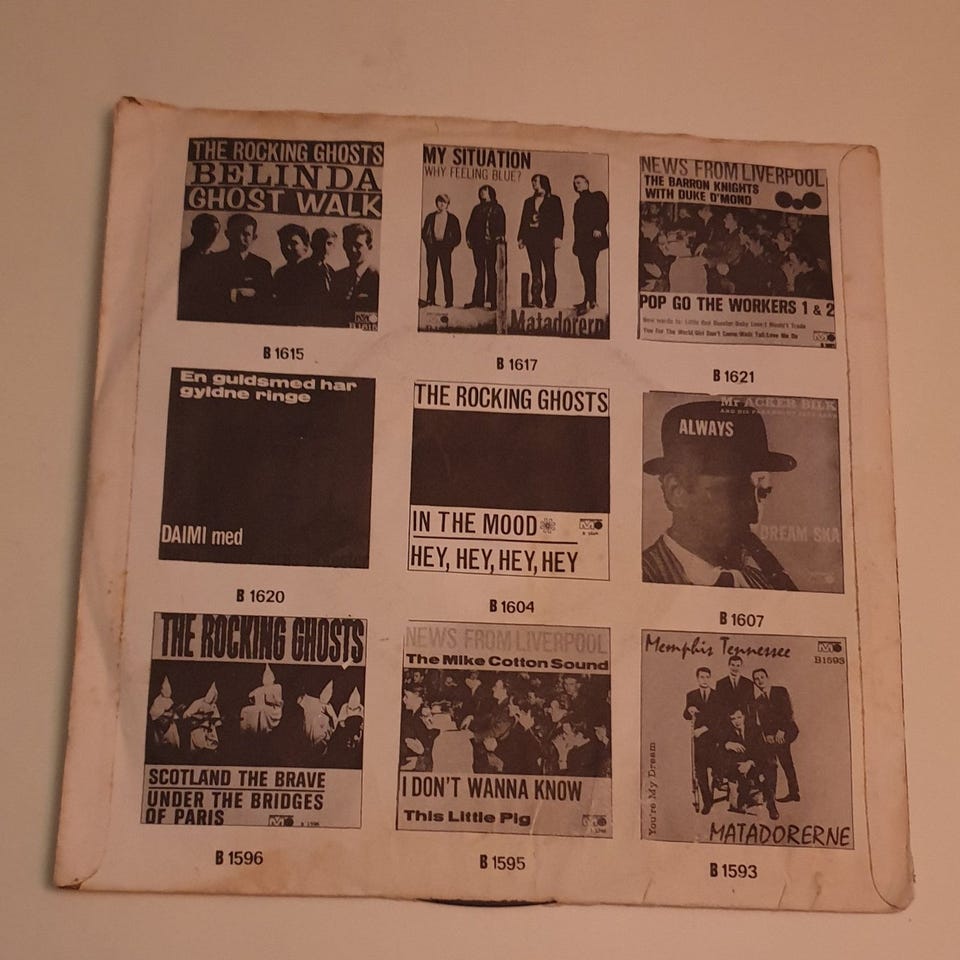 THE ROCKING GHOSTS
BELINDA
GHOST WALK
B 1615
MY SITUATION
WHY FEELING BLUE?
Matadorern
B 1617
NEWS FROM LIVERPOOL
THE BARRON KNIGHTS
WITH DUKE D'MOND
POP GO THE WORKERS 1 & 2
B 1621
En guldsmed har
gyldne ringe
DAIMI med
B 1620
THE ROCKING GHOSTS
IN THE MOOD
HEY, HEY, HEY, HEY
B 1604
Mr ACKER BILK
ALWAYS
DREAM SKA
B 1607
THE ROCKING GHOSTS
SCOTLAND THE BRAVE
UNDER THE BRIDGES
OF PARIS
B 1596
NEWS FROM LIVERPOOL
The Mike Cotton Sound
I DON'T WANNA KNOW
This Little Pig
B 1595
Memphis Tennessee
B1593
You're My Dream
MATADORERNE
B 1593